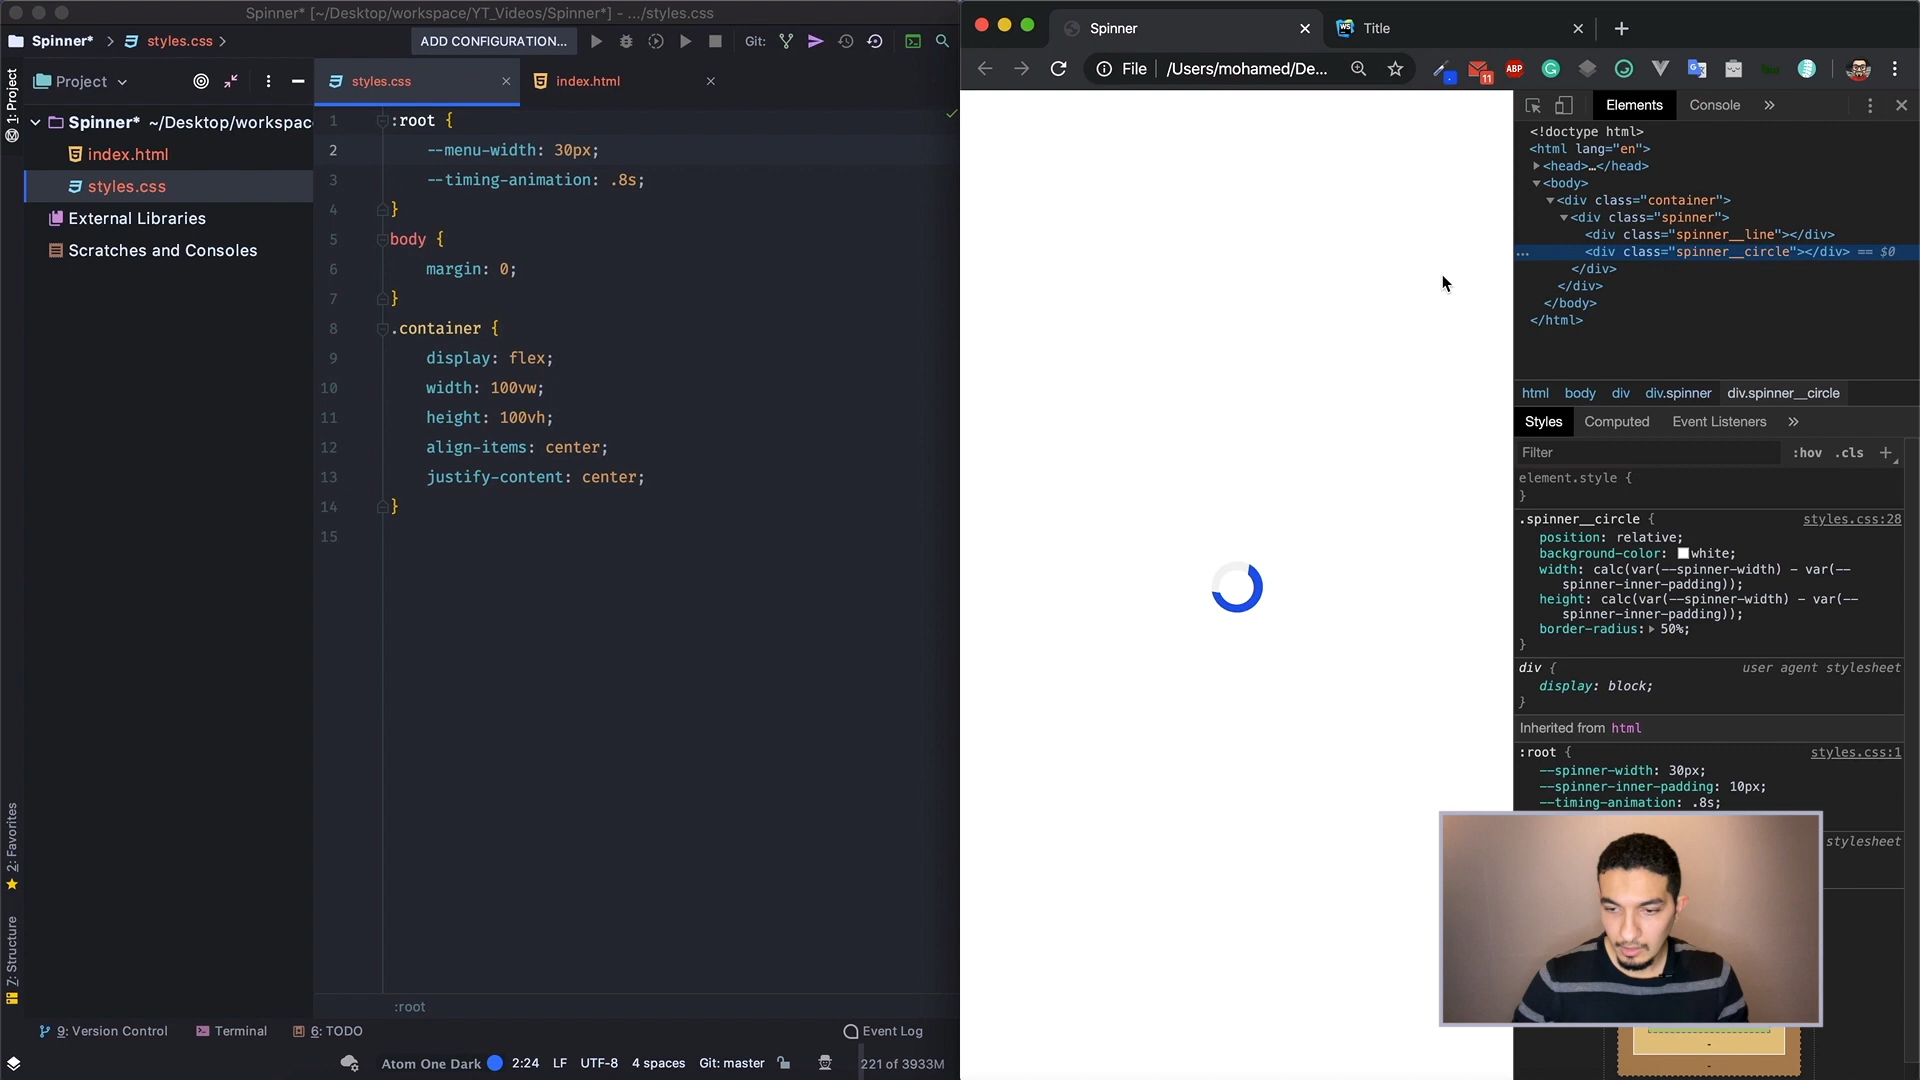 Spinner* [~/Desktop/workspace/YT_Videos/Spinner*] - .../styles.css
Spinner* > styles.css >
ADD CONFIGURATION...
Git:
1: Project
Project
styles.css
index.html
Spinner* ~/Desktop/workspac
index.html
styles.css
External Libraries
Scratches and Consoles
1 :root {
2 --menu-width: 30px;
3 --timing-animation: .8s;
4 }
5 body {
6 margin: 0;
7 }
8 .container {
9 display: flex;
10 width: 100vw;
11 height: 100vh;
12 align-items: center;
13 justify-content: center;
14 }
15
:root
2: Favorites
7: Structure
9: Version Control
Terminal
6: TODO
Event Log
Atom One Dark
2:24
LF
UTF-8
4 spaces
Git: master
221 of 3933M
Spinner
WS
Title
File
/Users/mohamed/De...
11
ABP
Elements
Console
<!doctype html>
<html lang="en">
<head>…</head>
<body>
<div class="container">
<div class="spinner">
<div class="spinner__line"></div>
... <div class="spinner__circle"></div> == $0
</div>
</div>
</body>
</html>
html body div div.spinner div.spinner__circle
Styles
Computed
Event Listeners
Filter
:hov .cls +
element.style {
}
.spinner__circle { styles.css:28
position: relative;
background-color: white;
width: calc(var(--spinner-width) - var(--
spinner-inner-padding));
height: calc(var(--spinner-width) - var(--
spinner-inner-padding));
border-radius: 50%;
}
div { user agent stylesheet
display: block;
}
Inherited from html
:root { styles.css:1
--spinner-width: 30px;
--spinner-inner-padding: 10px;
--timing-animation: .8s;
stylesheet
-
-